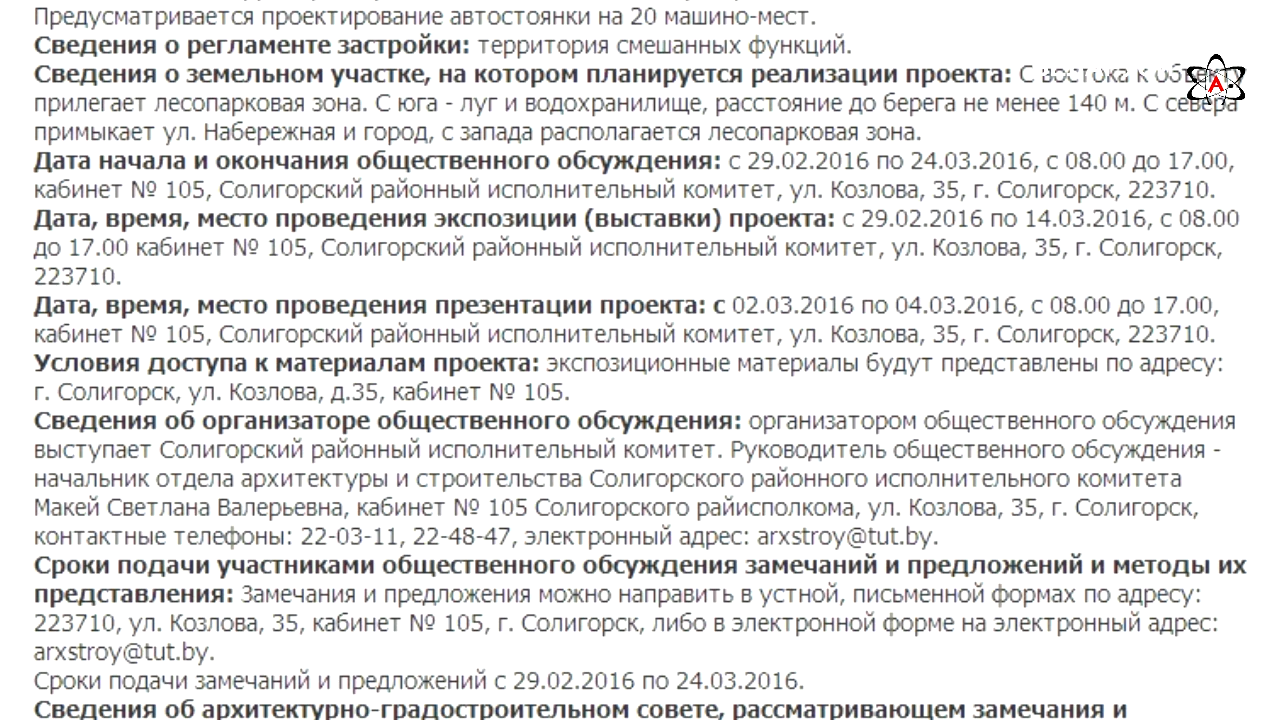 Предусматривается проектирование автостоянки на 20 машино-мест.
Сведения о регламенте застройки: территория смешанных функций.
Сведения о земельном участке, на котором планируется реализации проекта: С востока к объекту
прилегает лесопарковая зона. С юга - луг и водохранилище, расстояние до берега не менее 140 м. С севера
примыкает ул. Набережная и город, с запада располагается лесопарковая зона.
Дата начала и окончания общественного обсуждения: с 29.02.2016 по 24.03.2016, с 08.00 до 17.00,
кабинет № 105, Солигорский районный исполнительный комитет, ул. Козлова, 35, г. Солигорск, 223710.
Дата, время, место проведения экспозиции (выставки) проекта: с 29.02.2016 по 14.03.2016, с 08.00
до 17.00 кабинет № 105, Солигорский районный исполнительный комитет, ул. Козлова, 35, г. Солигорск,
223710.
Дата, время, место проведения презентации проекта: с 02.03.2016 по 04.03.2016, с 08.00 до 17.00,
кабинет № 105, Солигорский районный исполнительный комитет, ул. Козлова, 35, г. Солигорск, 223710.
Условия доступа к материалам проекта: экспозиционные материалы будут представлены по адресу:
г. Солигорск, ул. Козлова, д.35, кабинет № 105.
Сведения об организаторе общественного обсуждения: организатором общественного обсуждения
выступает Солигорский районный исполнительный комитет. Руководитель общественного обсуждения -
начальник отдела архитектуры и строительства Солигорского районного исполнительного комитета
Макей Светлана Валерьевна, кабинет № 105 Солигорского райисполкома, ул. Козлова, 35, г. Солигорск,
контактные телефоны: 22-03-11, 22-48-47, электронный адрес: arxstroy@tut.by.
Сроки подачи участниками общественного обсуждения замечаний и предложений и методы их
представления: Замечания и предложения можно направить в устной, письменной формах по адресу:
223710, ул. Козлова, 35, кабинет № 105, г. Солигорск, либо в электронной форме на электронный адрес:
arxstroy@tut.by.
Сроки подачи замечаний и предложений с 29.02.2016 по 24.03.2016.
Сведения об архитектурно-градостроительном совете, рассматривающем замечания и